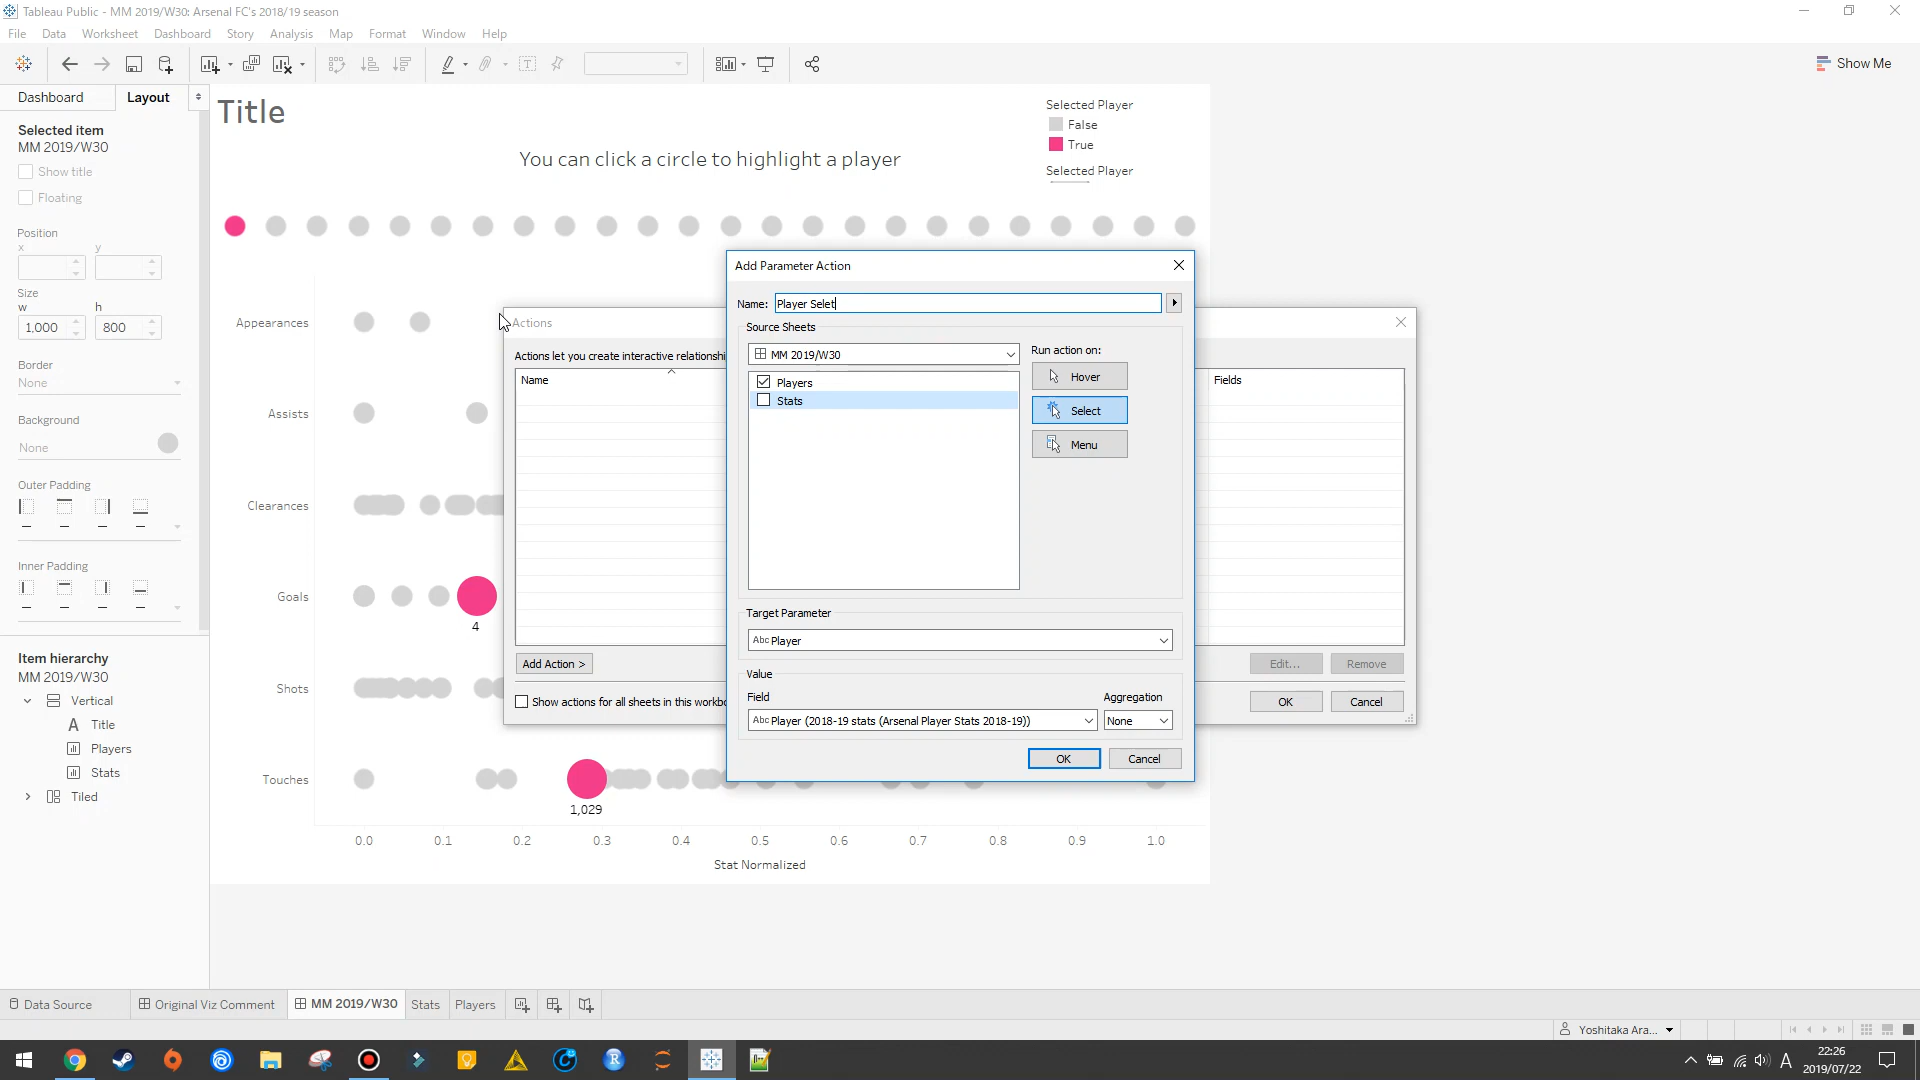 Tableau Public - MM 2019/W30: Arsenal FC's 2018/19 season
File Data Worksheet Dashboard Story Analysis Map Format Window Help
Show Me
Dashboard Layout
Selected item
MM 2019/W30
Show title
Floating
Position
x y
Size
w h
1,000 800
Border
None
Background
None
Outer Padding
Inner Padding
Item hierarchy
MM 2019/W30
Vertical
Title
Players
Stats
Tiled
Title
You can click a circle to highlight a player
Selected Player
False
True
Selected Player
Appearances
Assists
Clearances
Goals
4
Shots
Touches
1,029
0.0 0.1 0.2 0.3 0.4 0.5 0.6 0.7 0.8 0.9 1.0
Stat Normalized
Actions
Actions let you create interactive relationshi
Name
Fields
Add Action >
Edit... Remove
Show actions for all sheets in this workbo
OK Cancel
Add Parameter Action
Name: Player Selet
Source Sheets
MM 2019/W30
Players
Stats
Run action on:
Hover
Select
Menu
Target Parameter
Abc Player
Value
Field Aggregation
Abc Player (2018-19 stats (Arsenal Player Stats 2018-19)) None
OK Cancel
Data Source Original Viz Comment MM 2019/W30 Stats Players
Yoshitaka Ara...
A
22:26
2019/07/22